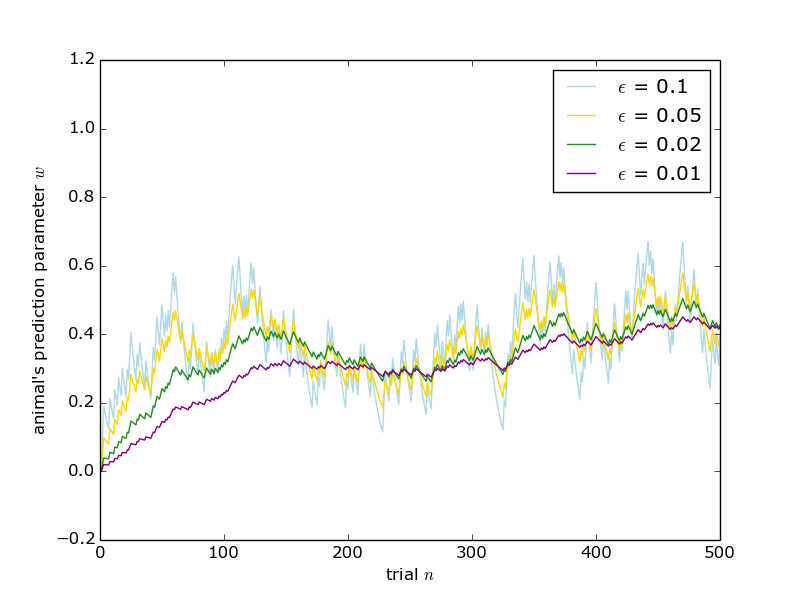 1.2
1.0
0.8
0.6
0.4
0.2
0.0
−0.2
0
100
200
300
400
500
trial n
animal's prediction parameter w
ϵ = 0.1
ϵ = 0.05
ϵ = 0.02
ϵ = 0.01